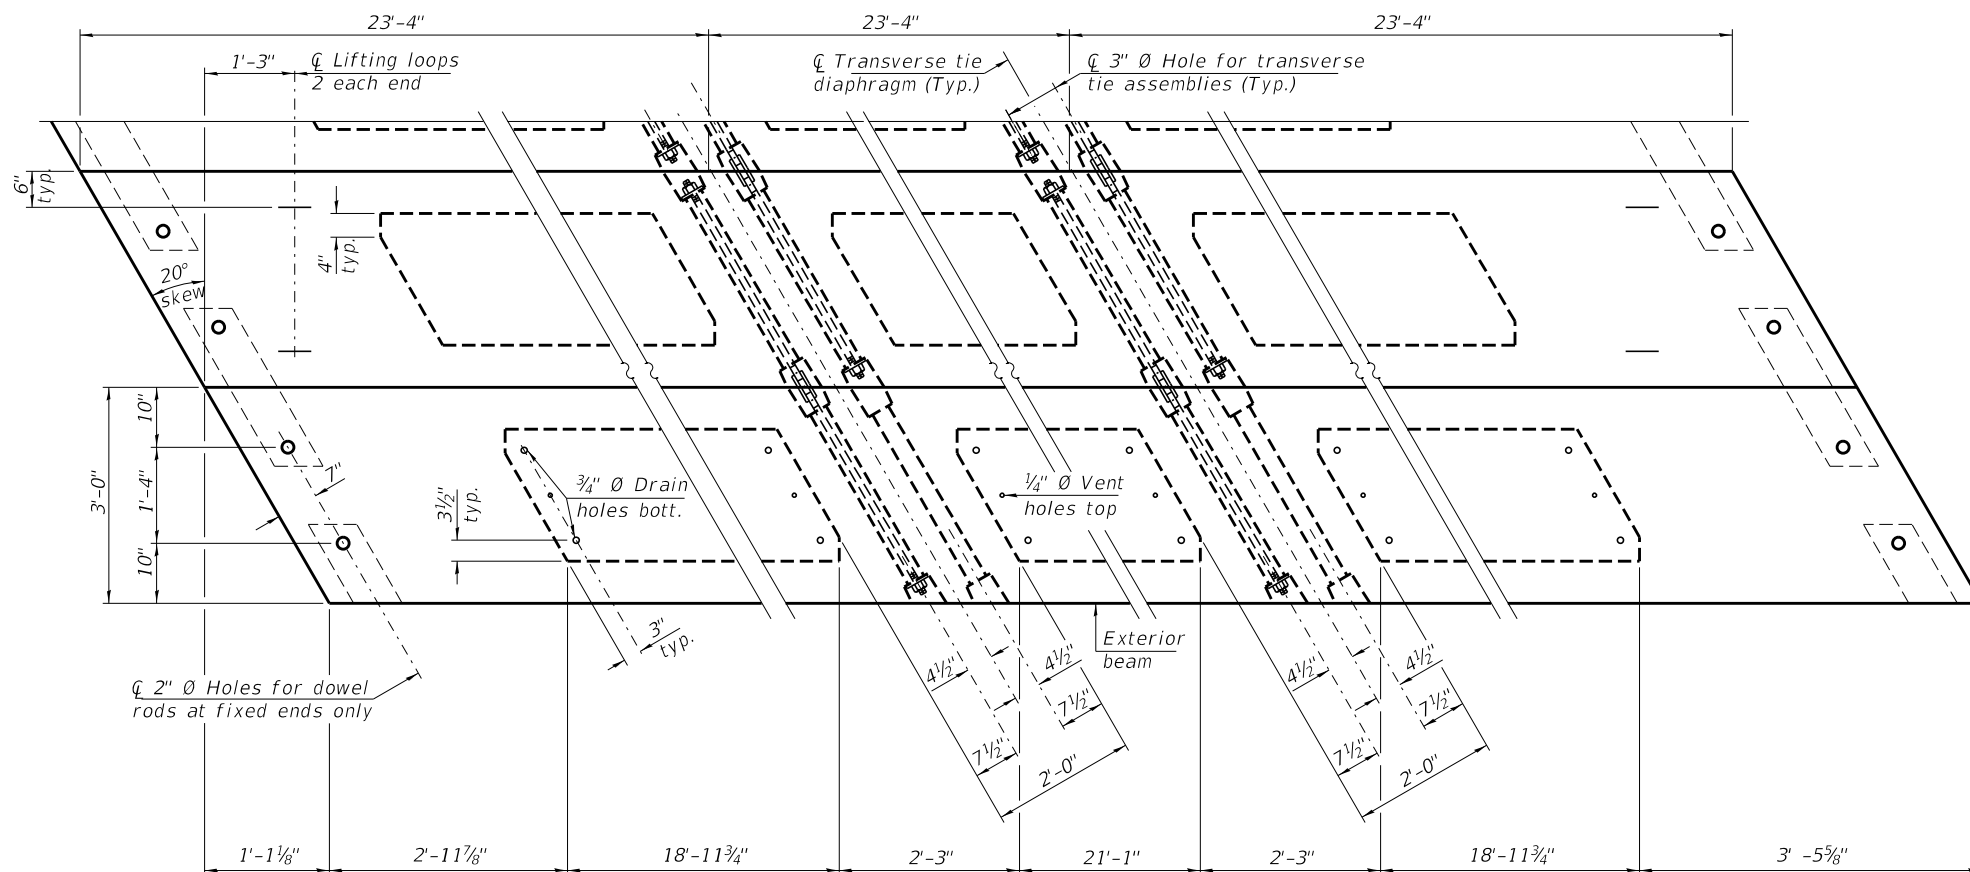 23'-4"
23'-4"
23'-4"
1'-3"
℄ Lifting loops
2 each end
℄ Transverse tie
diaphragm (Typ.)
℄ 3" Ø Hole for transverse
tie assemblies (Typ.)
6"
typ.
4"
typ.
20°
skew
10"
1'-4"
10"
3'-0"
7"
3½"
typ.
¾" Ø Drain
holes bott.
¼" Ø Vent
holes top
3"
typ.
Exterior
beam
℄ 2" Ø Holes for dowel
rods at fixed ends only
4½"
4½"
7½"
7½"
2'-0"
4½"
4½"
7½"
7½"
2'-0"
1'-1⅛"
2'-11⅞"
18'-11¾"
2'-3"
21'-1"
2'-3"
18'-11¾"
3' -5⅝"